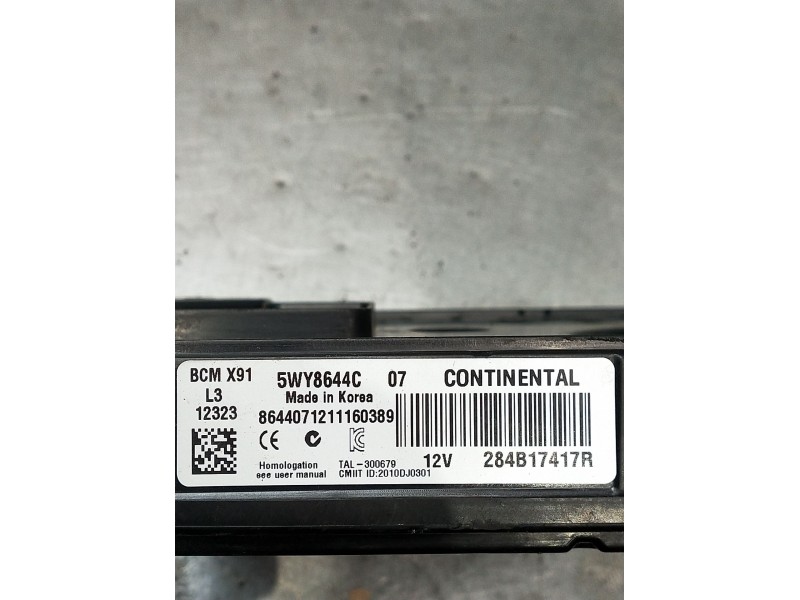 BCM X91 5WY8644C 07 CONTINENTAL
L3 Made in Korea
12323 8644071211160389
CE KC
Homologation TAL-300679 12V 284B17417R
see user manual CMIIT ID:2010DJ0301